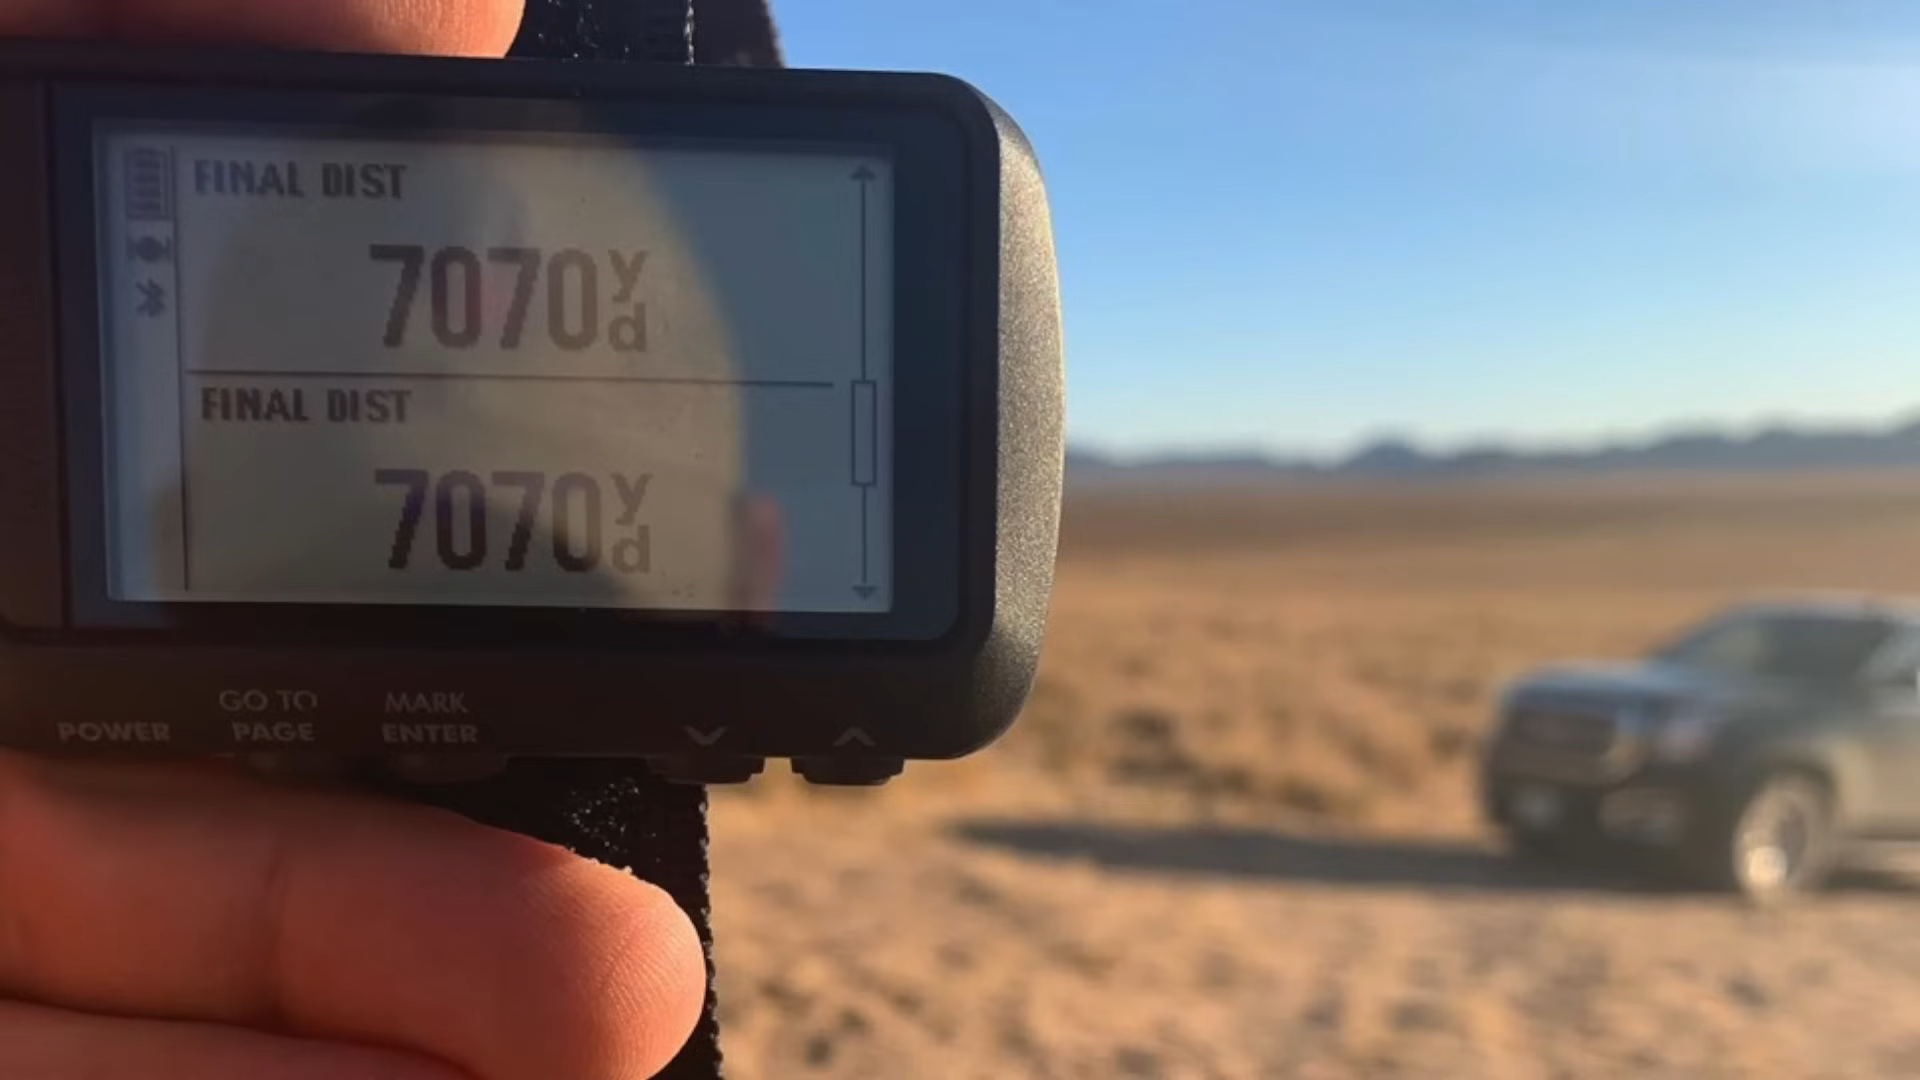 FINAL DIST
7070yd
FINAL DIST
7070yd
GO TO MARK
POWER PAGE ENTER